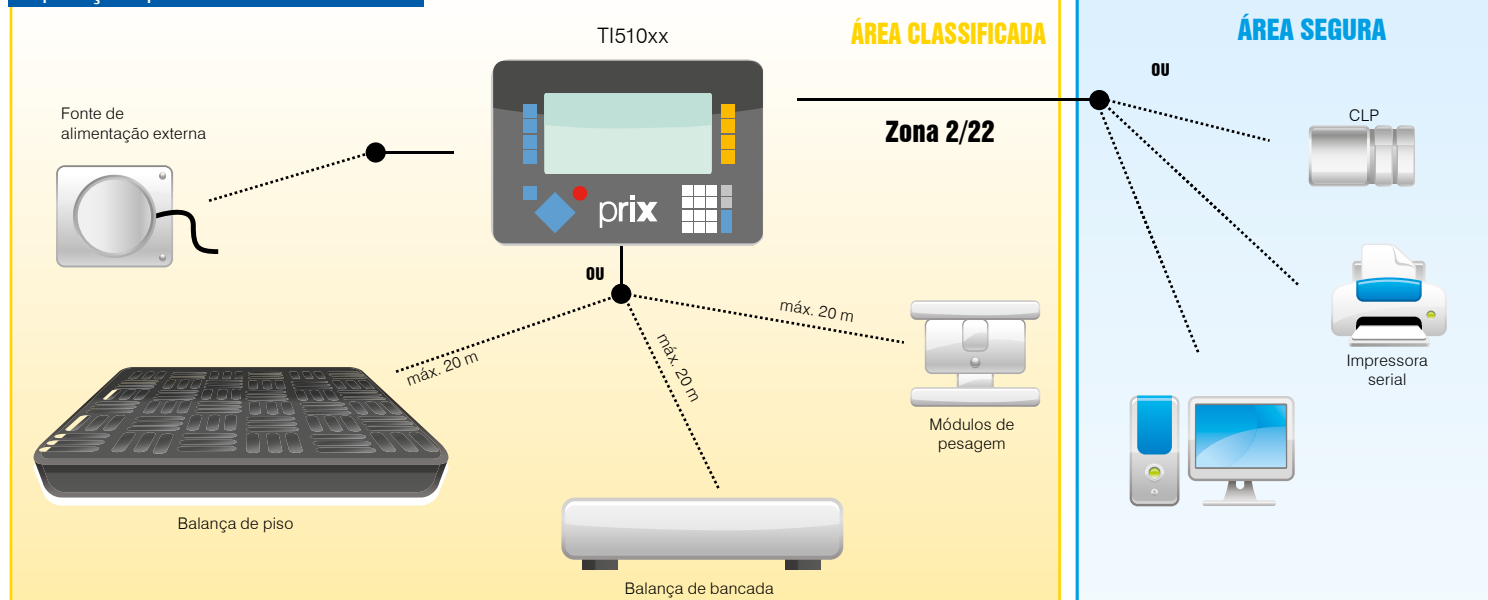 TI510xx
ÁREA CLASSIFICADA
ÁREA SEGURA
OU
Fonte de
alimentação externa
Zona 2/22
CLP
prix
OU
máx. 20 m
máx. 20 m
máx. 20 m
Impressora
serial
Módulos de
pesagem
Balança de piso
Balança de bancada